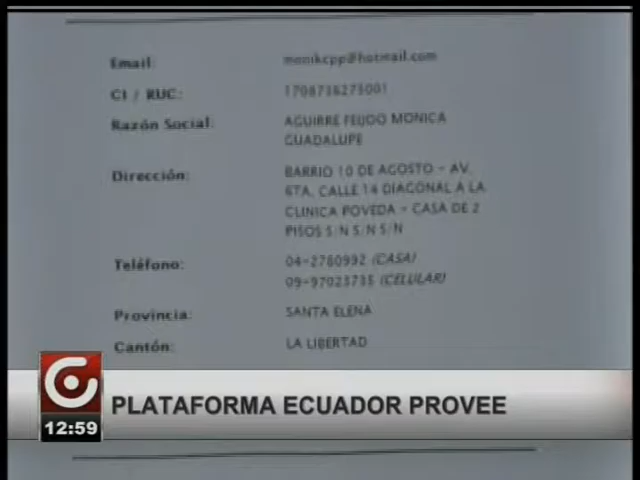 Email: monikcpp@hotmail.com
CI / RUC: 1708738275001
Razón Social: AGUIRRE FEIJOO MONICA
GUADALUPE
Dirección: BARRIO 10 DE AGOSTO - AV.
6TA. CALLE 14 DIAGONAL A LA
CLINICA POVEDA - CASA DE 2
PISOS S/N S/N S/N
Teléfono: 04-2780992 (CASA)
09-97023735 (CELULAR)
Provincia: SANTA ELENA
Cantón: LA LIBERTAD
PLATAFORMA ECUADOR PROVEE
12:59